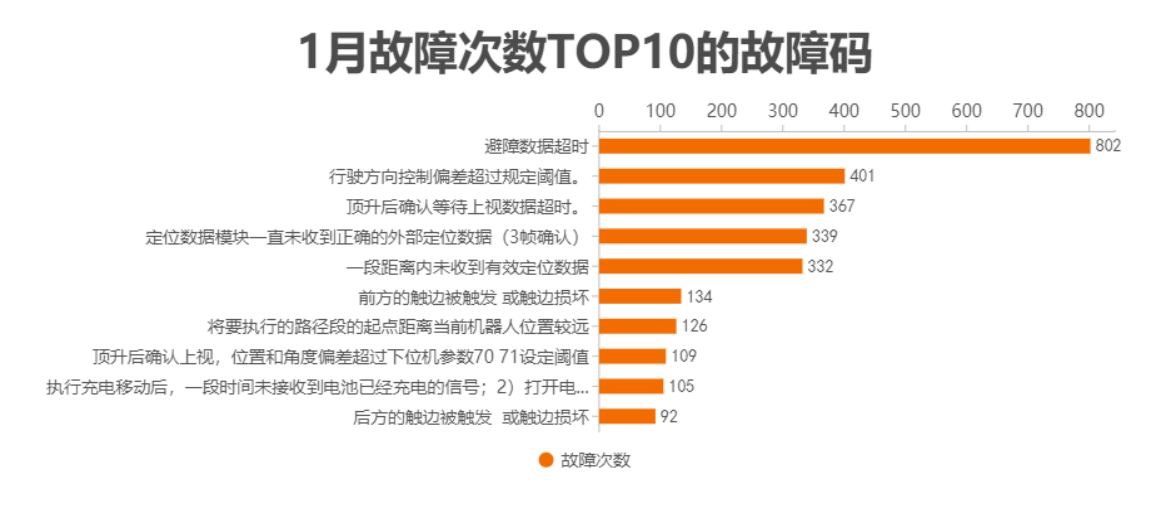 1月故障次数TOP10的故障码
0 100 200 300 400 500 600 700 800
避障数据超时 802
行驶方向控制偏差超过规定阈值。 401
顶升后确认等待上视数据超时。 367
定位数据模块一直未收到正确的外部定位数据（3帧确认） 339
一段距离内未收到有效定位数据 332
前方的触边被触发 或触边损坏 134
将要执行的路径段的起点距离当前机器人位置较远 126
顶升后确认上视，位置和角度偏差超过下位机参数70 71设定阈值 109
执行充电移动后，一段时间未接收到电池已经充电的信号；2）打开电... 105
后方的触边被触发 或触边损坏 92
故障次数